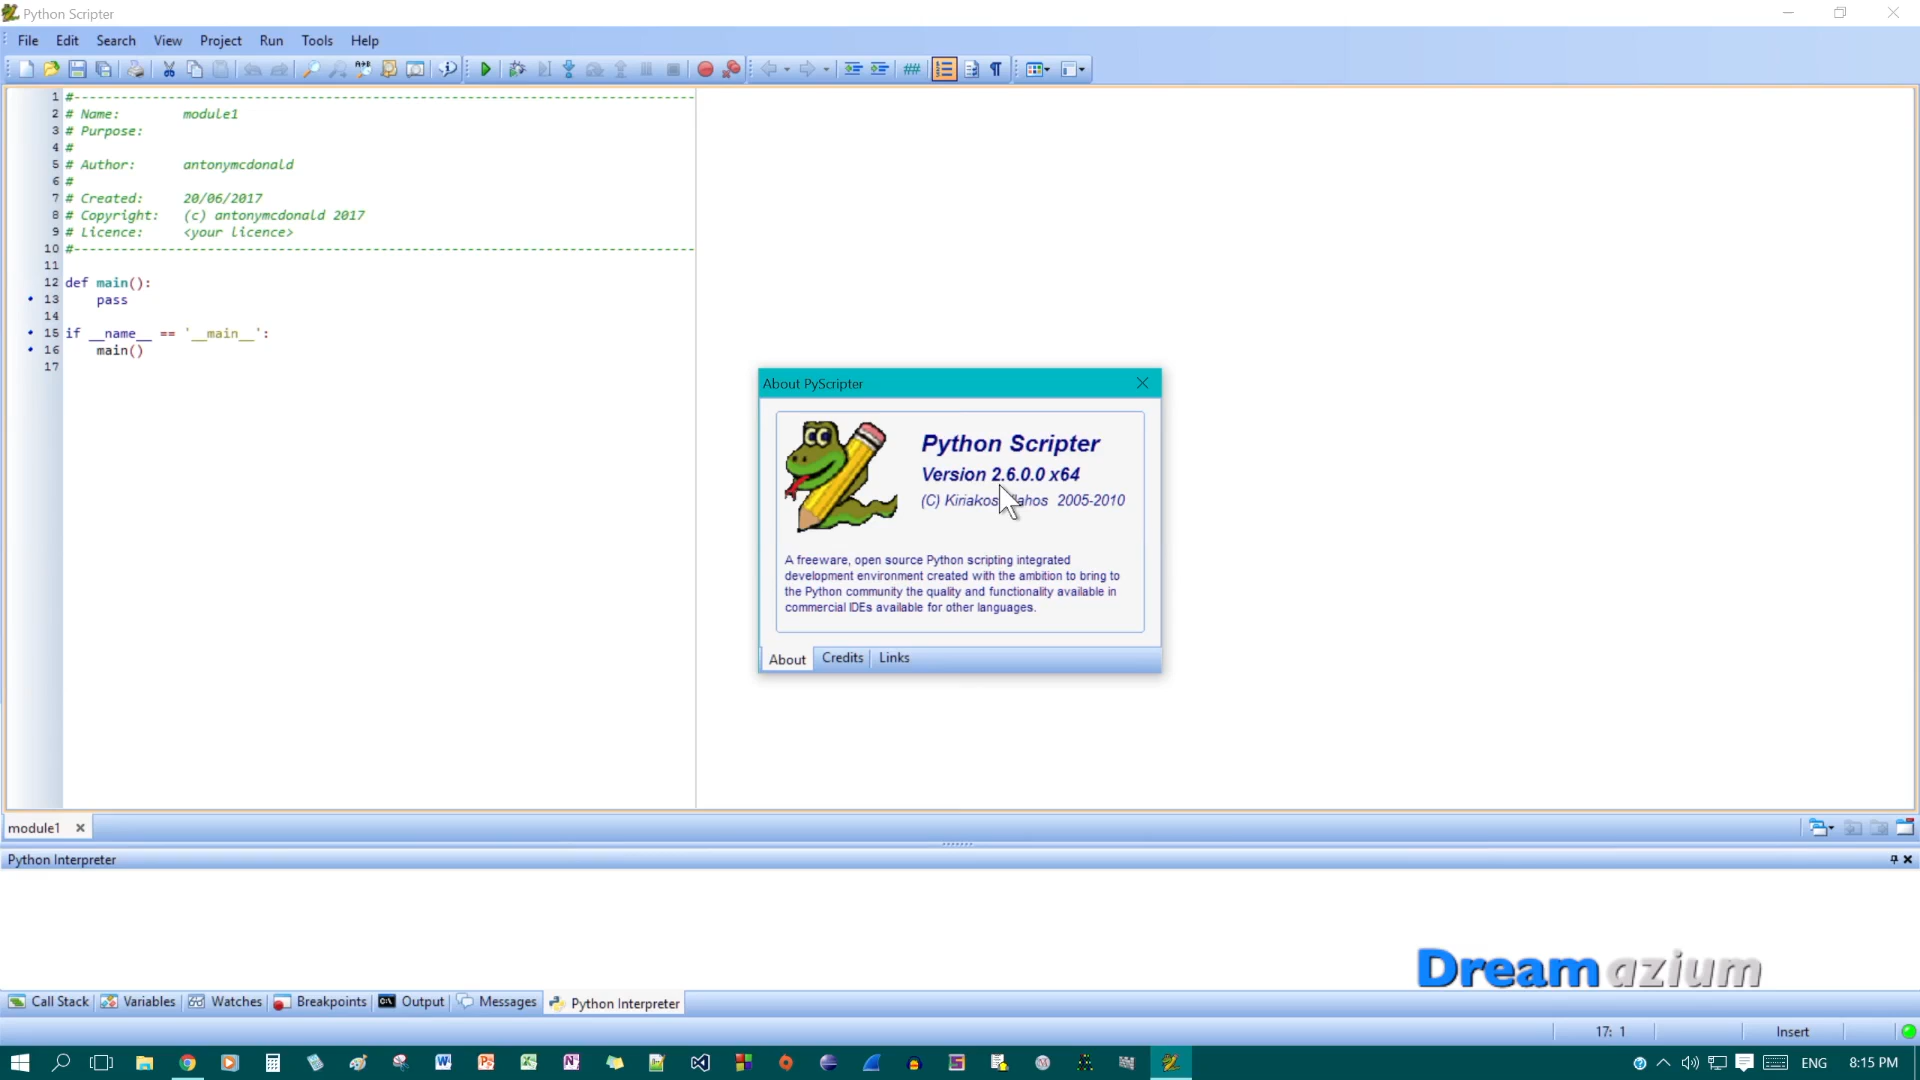 Python Scripter
File Edit Search View Project Run Tools Help
1 #-------------------------------------------------------------------------------
2 # Name: module1
3 # Purpose:
4 #
5 # Author: antonymcdonald
6 #
7 # Created: 20/06/2017
8 # Copyright: (c) antonymcdonald 2017
9 # Licence: <your licence>
10 #-------------------------------------------------------------------------------
11
12 def main():
13 pass
14
15 if __name__ == '__main__':
16 main()
17
About PyScripter
Python Scripter
Version 2.6.0.0 x64
(C) Kiriakos 2005-2010
A freeware, open source Python scripting integrated
development environment created with the ambition to bring to
the Python community the quality and functionality available in
commercial IDEs available for other languages.
About Credits Links
module1
Python Interpreter
Dream azium
Call Stack Variables Watches Breakpoints Output Messages Python Interpreter
17: 1 Insert
ENG 8:15 PM